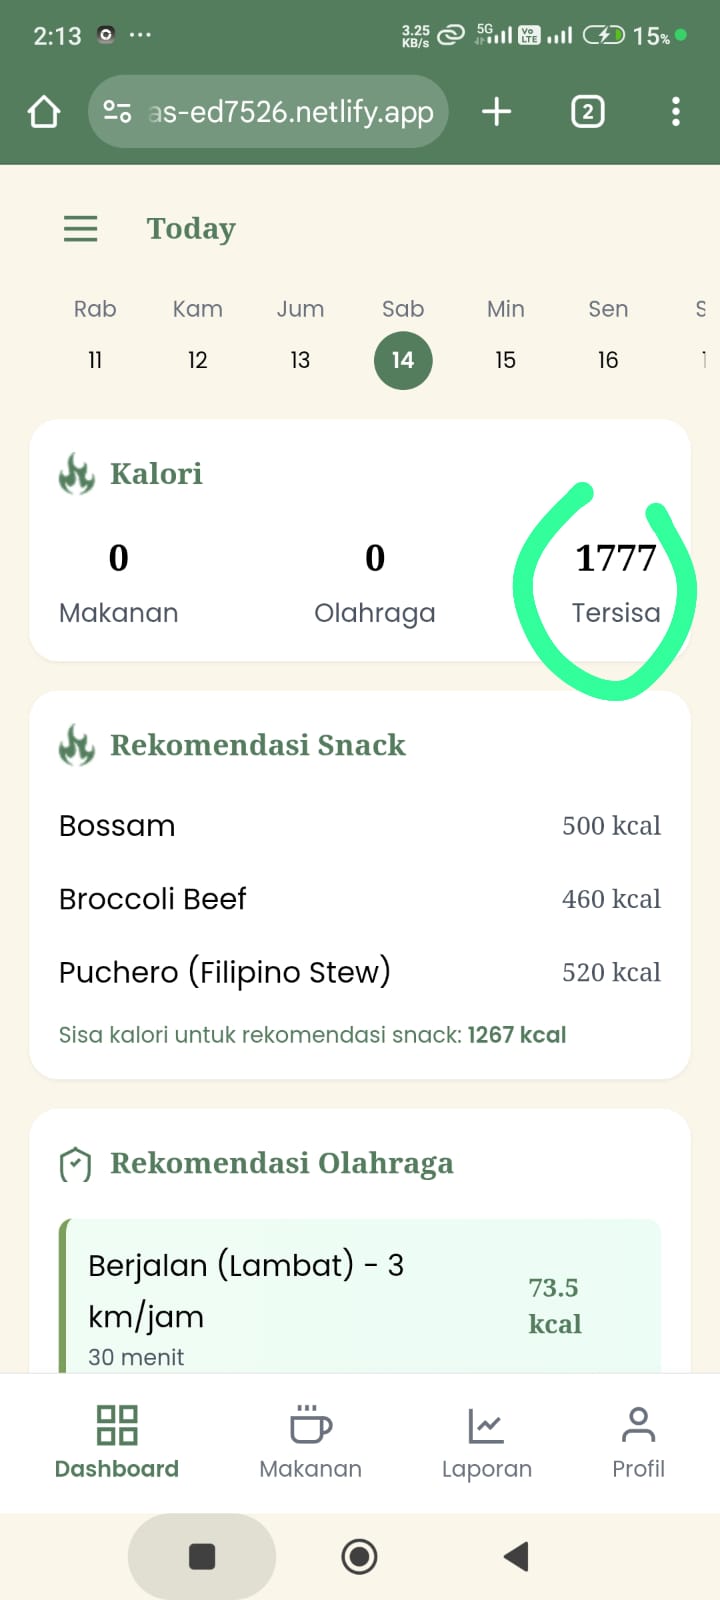 2:13 ... 3.25 KB/s 5G Vo LTE 15%
as-ed7526.netlify.app 2
Today
Rab Kam Jum Sab Min Sen
11 12 13 14 15 16
Kalori
0 0 1777
Makanan Olahraga Tersisa
Rekomendasi Snack
Bossam 500 kcal
Broccoli Beef 460 kcal
Puchero (Filipino Stew) 520 kcal
Sisa kalori untuk rekomendasi snack: 1267 kcal
Rekomendasi Olahraga
Berjalan (Lambat) - 3
km/jam
73.5
kcal
30 menit
Dashboard Makanan Laporan Profil